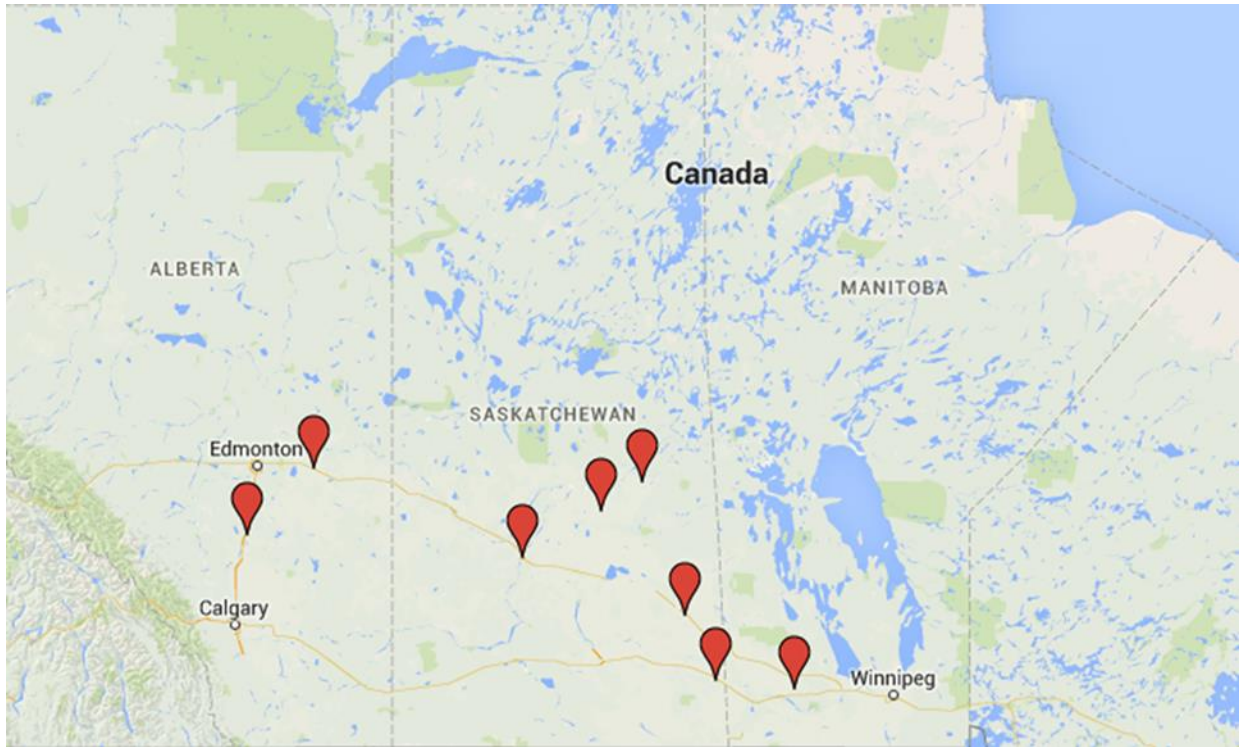 Canada
ALBERTA
MANITOBA
SASKATCHEWAN
Edmonton
Calgary
Winnipeg